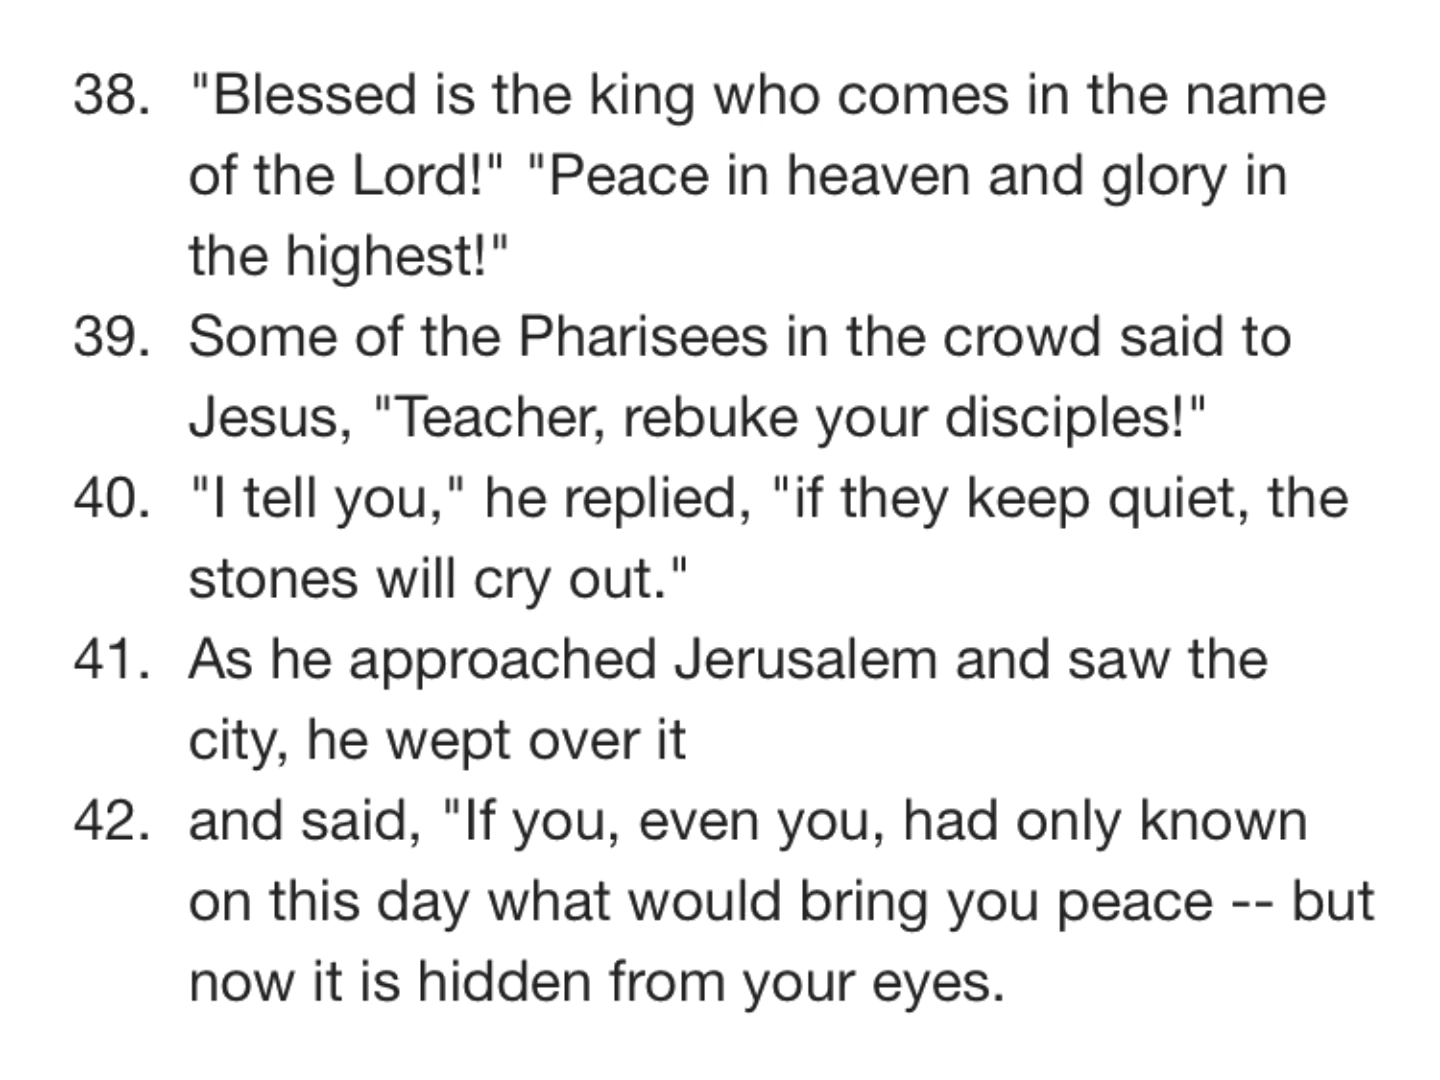 38. "Blessed is the king who comes in the name
of the Lord!" "Peace in heaven and glory in
the highest!"
39. Some of the Pharisees in the crowd said to
Jesus, "Teacher, rebuke your disciples!"
40. "I tell you," he replied, "if they keep quiet, the
stones will cry out."
41. As he approached Jerusalem and saw the
city, he wept over it
42. and said, "If you, even you, had only known
on this day what would bring you peace -- but
now it is hidden from your eyes.